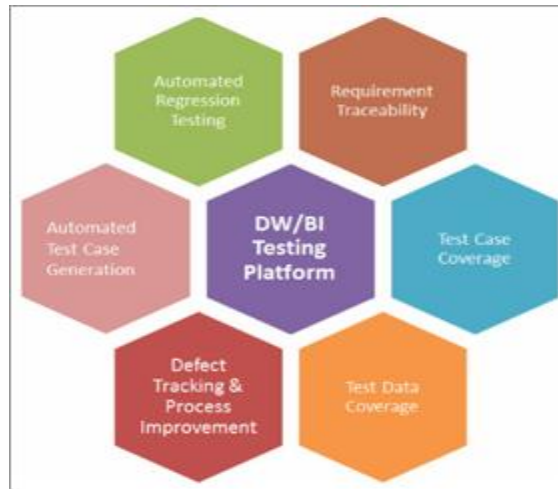 Automated
Regression
Testing
Requirement
Traceability
Automated
Test Case
Generation
DW/BI
Testing
Platform
Test Case
Coverage
Defect
Tracking &
Process
Improvement
Test Data
Coverage